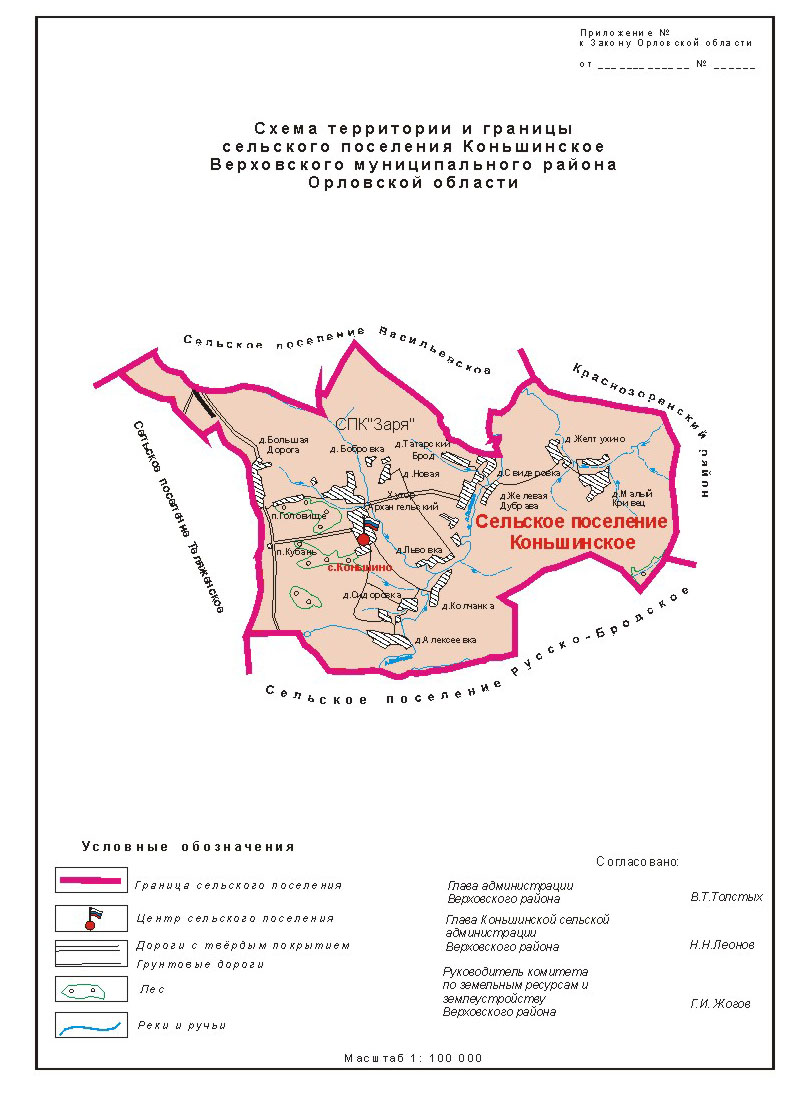 Приложение №
к Закону Орловской области
от _____________ № ______
Схема территории и границы
сельского поселения Коньшинское
Верховского муниципального района
Орловской области
Сельское поселение Васильевское
Краснозоренский район
Сельское поселение Теляженское
СПК"Заря"
д.Большая
Дорога
д. Бобровка
д.Татарский
Брод
д.Желтухино
д.Новая
д.Свидеровка
Хутор
Архангельский
д.Желевая
Дубрава
д.Малый
Кривец
п.Головище
Сельское поселение
Коньшинское
п.Кубань
д.Львовка
с.Коньшино
д.Сидоровка
д.Колчанка
д.Алексеевка
Сельское поселение Русско-Бродское
Условные обозначения
Граница сельского поселения
Центр сельского поселения
Дороги с твёрдым покрытием
Грунтовые дороги
Лес
Реки и ручьи
Согласовано:
Глава администрации
Верховского района
В.Т.Толстых
Глава Коньшинской сельской
администрации
Верховского района
Н.Н.Леонов
Руководитель комитета
по земельным ресурсам и
землеустройству
Верховского района
Г.И. Жогов
Масштаб 1: 100 000